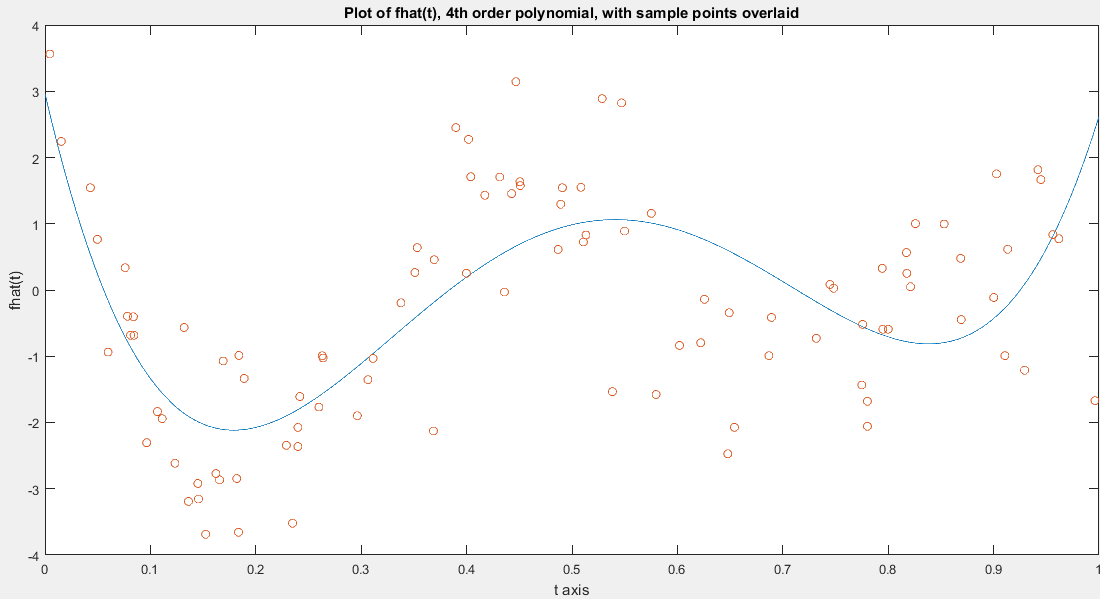 Plot of fhat(t), 4th order polynomial, with sample points overlaid
4
3
2
1
0
-1
-2
-3
-4
fhat(t)
0 0.1 0.2 0.3 0.4 0.5 0.6 0.7 0.8 0.9 1
t axis